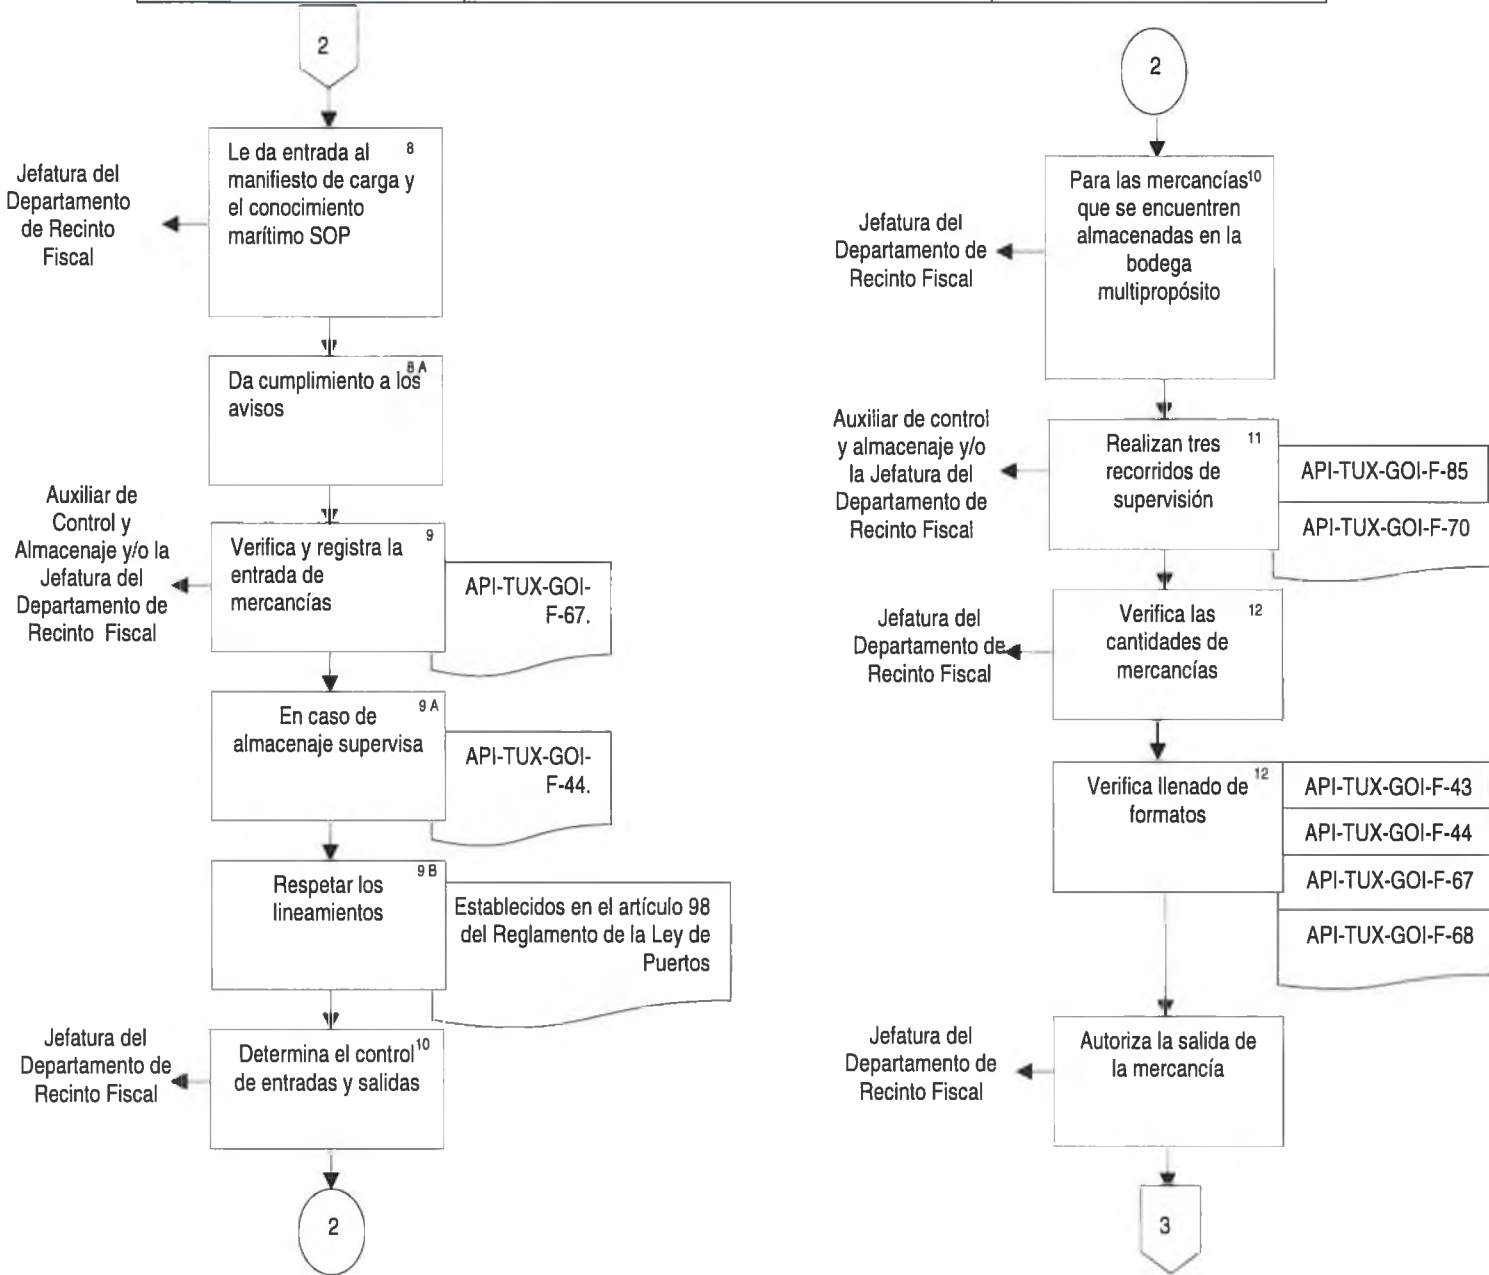 2
Le da entrada al 8
manifiesto de carga y
el conocimiento
marítimo SOP
Jefatura del
Departamento
de Recinto
Fiscal
8 A
Da cumplimiento a los
avisos
Auxiliar de
Control y
Almacenaje y/o la
Jefatura del
Departamento de
Recinto Fiscal
Verifica y registra la 9
entrada de
mercancías
API-TUX-GOI-
F-67.
9 A
En caso de
almacenaje supervisa
API-TUX-GOI-
F-44.
9 B
Respetar los
lineamientos
Establecidos en el artículo 98
del Reglamento de la Ley de
Puertos
Jefatura del
Departamento de
Recinto Fiscal
Determina el control 10
de entradas y salidas
2
2
Para las mercancías 10
que se encuentren
almacenadas en la
bodega
multipropósito
Jefatura del
Departamento de
Recinto Fiscal
Auxiliar de control
y almacenaje y/o
la Jefatura del
Departamento de
Recinto Fiscal
Realizan tres 11
recorridos de
supervisión
API-TUX-GOI-F-85
API-TUX-GOI-F-70
Jefatura del
Departamento de
Recinto Fiscal
Verifica las 12
cantidades de
mercancías
Verifica llenado de 12
formatos
API-TUX-GOI-F-43
API-TUX-GOI-F-44
API-TUX-GOI-F-67
API-TUX-GOI-F-68
Jefatura del
Departamento de
Recinto Fiscal
Autoriza la salida de
la mercancía
3